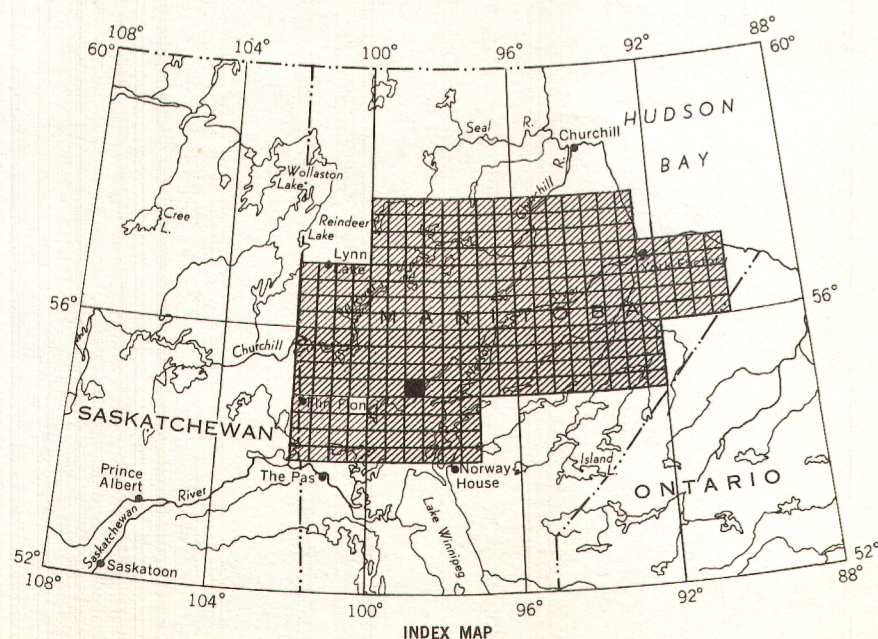 108°
104°
100°
96°
92°
88°
60°
60°
HUDSON
BAY
Seal R.
Churchill
Churchill R.
Wollaston
Lake
Cree
L.
Reindeer
Lake
Lynn
Lake
56°
56°
MANITOBA
Churchill
Flin Flon
SASKATCHEWAN
Prince
Albert
River
The Pas
Norway
House
Island
L.
ONTARIO
Saskatchewan
Lake Winnipeg
Saskatoon
52°
52°
108°
104°
100°
96°
92°
88°
INDEX MAP